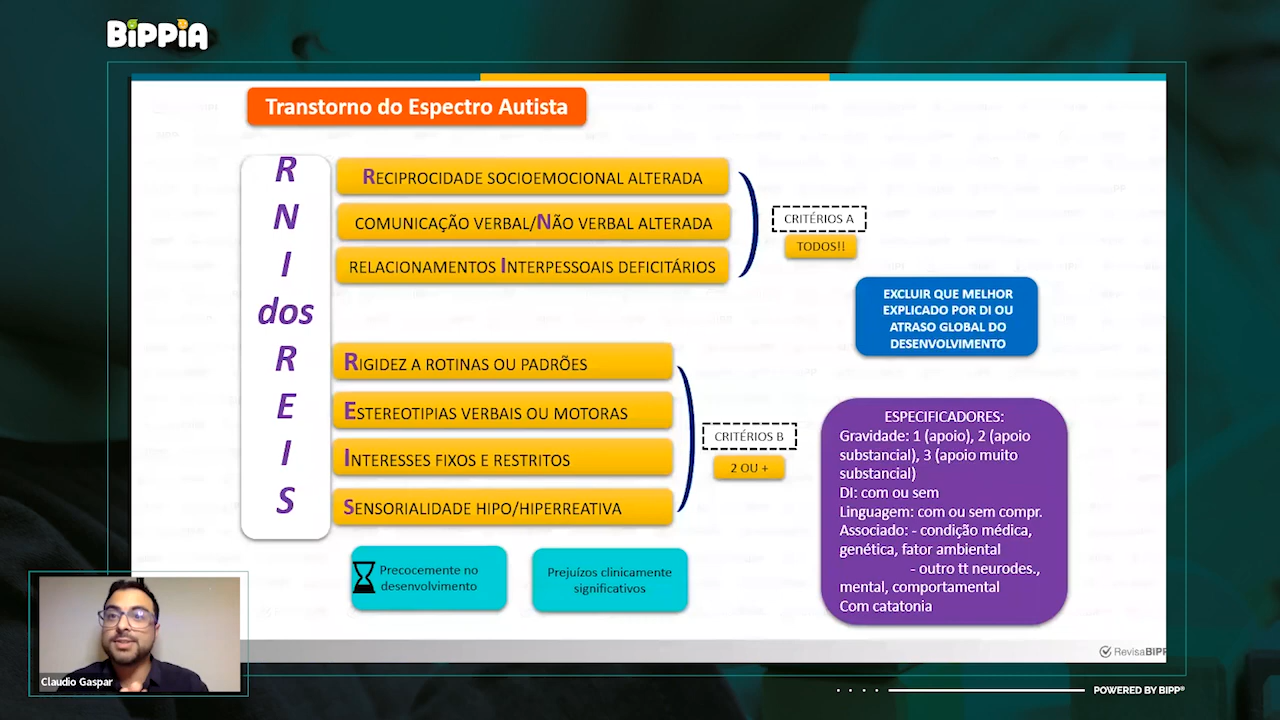 BiPPiA
Transtorno do Espectro Autista
R
N
I
dos
R
E
I
S
RECIPROCIDADE SOCIOEMOCIONAL ALTERADA
COMUNICAÇÃO VERBAL/NÃO VERBAL ALTERADA
RELACIONAMENTOS INTERPESSOAIS DEFICITÁRIOS
CRITÉRIOS A
TODOS!!
RIGIDEZ A ROTINAS OU PADRÕES
ESTEREOTIPIAS VERBAIS OU MOTORAS
INTERESSES FIXOS E RESTRITOS
SENSORIALIDADE HIPO/HIPERREATIVA
CRITÉRIOS B
2 OU +
EXCLUIR QUE MELHOR
EXPLICADO POR DI OU
ATRASO GLOBAL DO
DESENVOLVIMENTO
ESPECIFICADORES:
Gravidade: 1 (apoio), 2 (apoio
substancial), 3 (apoio muito
substancial)
DI: com ou sem
Linguagem: com ou sem compr.
Associado: - condição médica,
genética, fator ambiental
- outro tt neurodes.,
mental, comportamental
Com catatonia
Precocemente no
desenvolvimento
Prejuízos clinicamente
significativos
Claudio Gaspar
RevisaBIPP
POWERED BY BIPP®